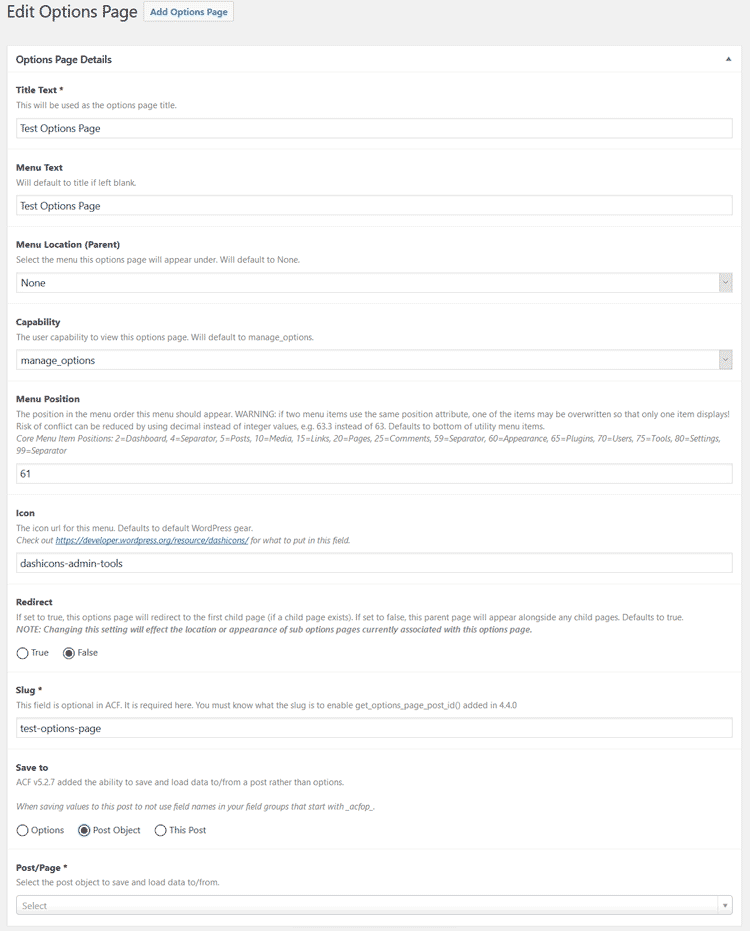 Edit Options Page Add Options Page
Options Page Details
Title Text *
This will be used as the options page title.
Test Options Page
Menu Text
Will default to title if left blank.
Test Options Page
Menu Location (Parent)
Select the menu this options page will appear under. Will default to None.
None
Capability
The user capability to view this options page. Will default to manage_options.
manage_options
Menu Position
The position in the menu order this menu should appear. WARNING: if two menu items use the same position attribute, one of the items may be overwritten so that only one item displays!
Risk of conflict can be reduced by using decimal instead of integer values, e.g. 63.3 instead of 63. Defaults to bottom of utility menu items.
Core Menu Item Positions: 2=Dashboard, 4=Separator, 5=Posts, 10=Media, 15=Links, 20=Pages, 25=Comments, 59=Separator, 60=Appearance, 65=Plugins, 70=Users, 75=Tools, 80=Settings,
99=Separator
61
Icon
The icon url for this menu. Defaults to default WordPress gear.
Check out https://developer.wordpress.org/resource/dashicons/ for what to put in this field.
dashicons-admin-tools
Redirect
If set to true, this options page will redirect to the first child page (if a child page exists). If set to false, this parent page will appear alongside any child pages. Defaults to true.
NOTE: Changing this setting will effect the location or appearance of sub options pages currently associated with this options page.
True False
Slug *
This field is optional in ACF. It is required here. You must know what the slug is to enable get_options_page_post_id() added in 4.4.0
test-options-page
Save to
ACF v5.2.7 added the ability to save and load data to/from a post rather than options.
When saving values to this post to not use field names in your field groups that start with _acfop_.
Options Post Object This Post
Post/Page *
Select the post object to save and load data to/from.
Select